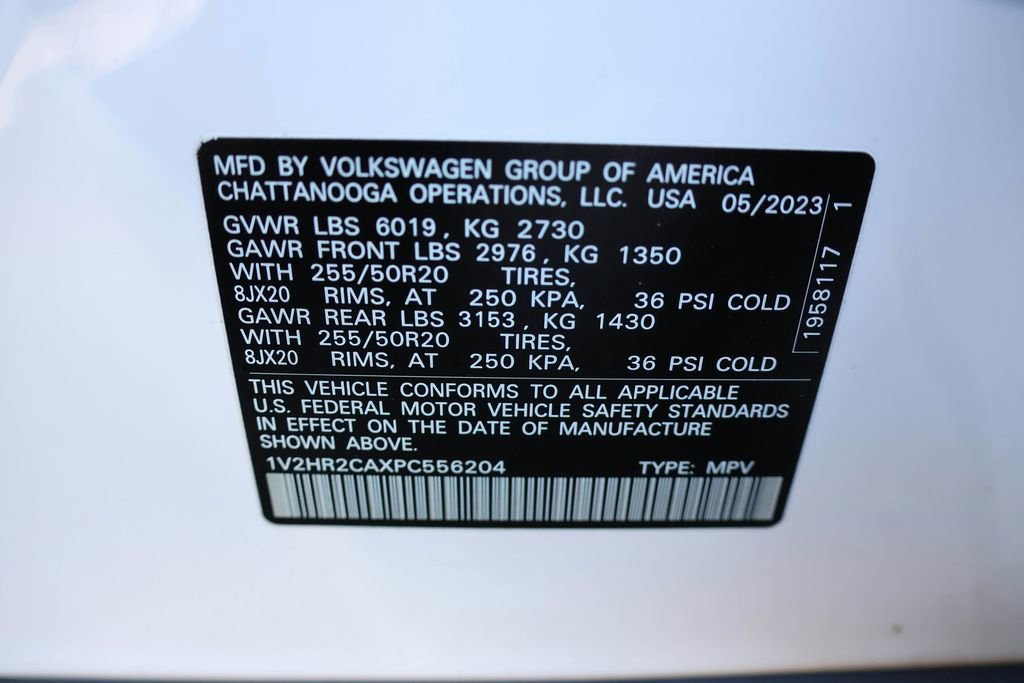 MFD BY VOLKSWAGEN GROUP OF AMERICA
CHATTANOOGA OPERATIONS, LLC. USA 05/2023
GVWR LBS 6019, KG 2730
GAWR FRONT LBS 2976, KG 1350
WITH 255/50R20 TIRES,
8JX20 RIMS, AT 250 KPA, 36 PSI COLD
GAWR REAR LBS 3153, KG 1430
WITH 255/50R20 TIRES,
8JX20 RIMS, AT 250 KPA, 36 PSI COLD
1958117 1
THIS VEHICLE CONFORMS TO ALL APPLICABLE
U.S. FEDERAL MOTOR VEHICLE SAFETY STANDARDS
IN EFFECT ON THE DATE OF MANUFACTURE
SHOWN ABOVE.
1V2HR2CAXPC556204 TYPE: MPV